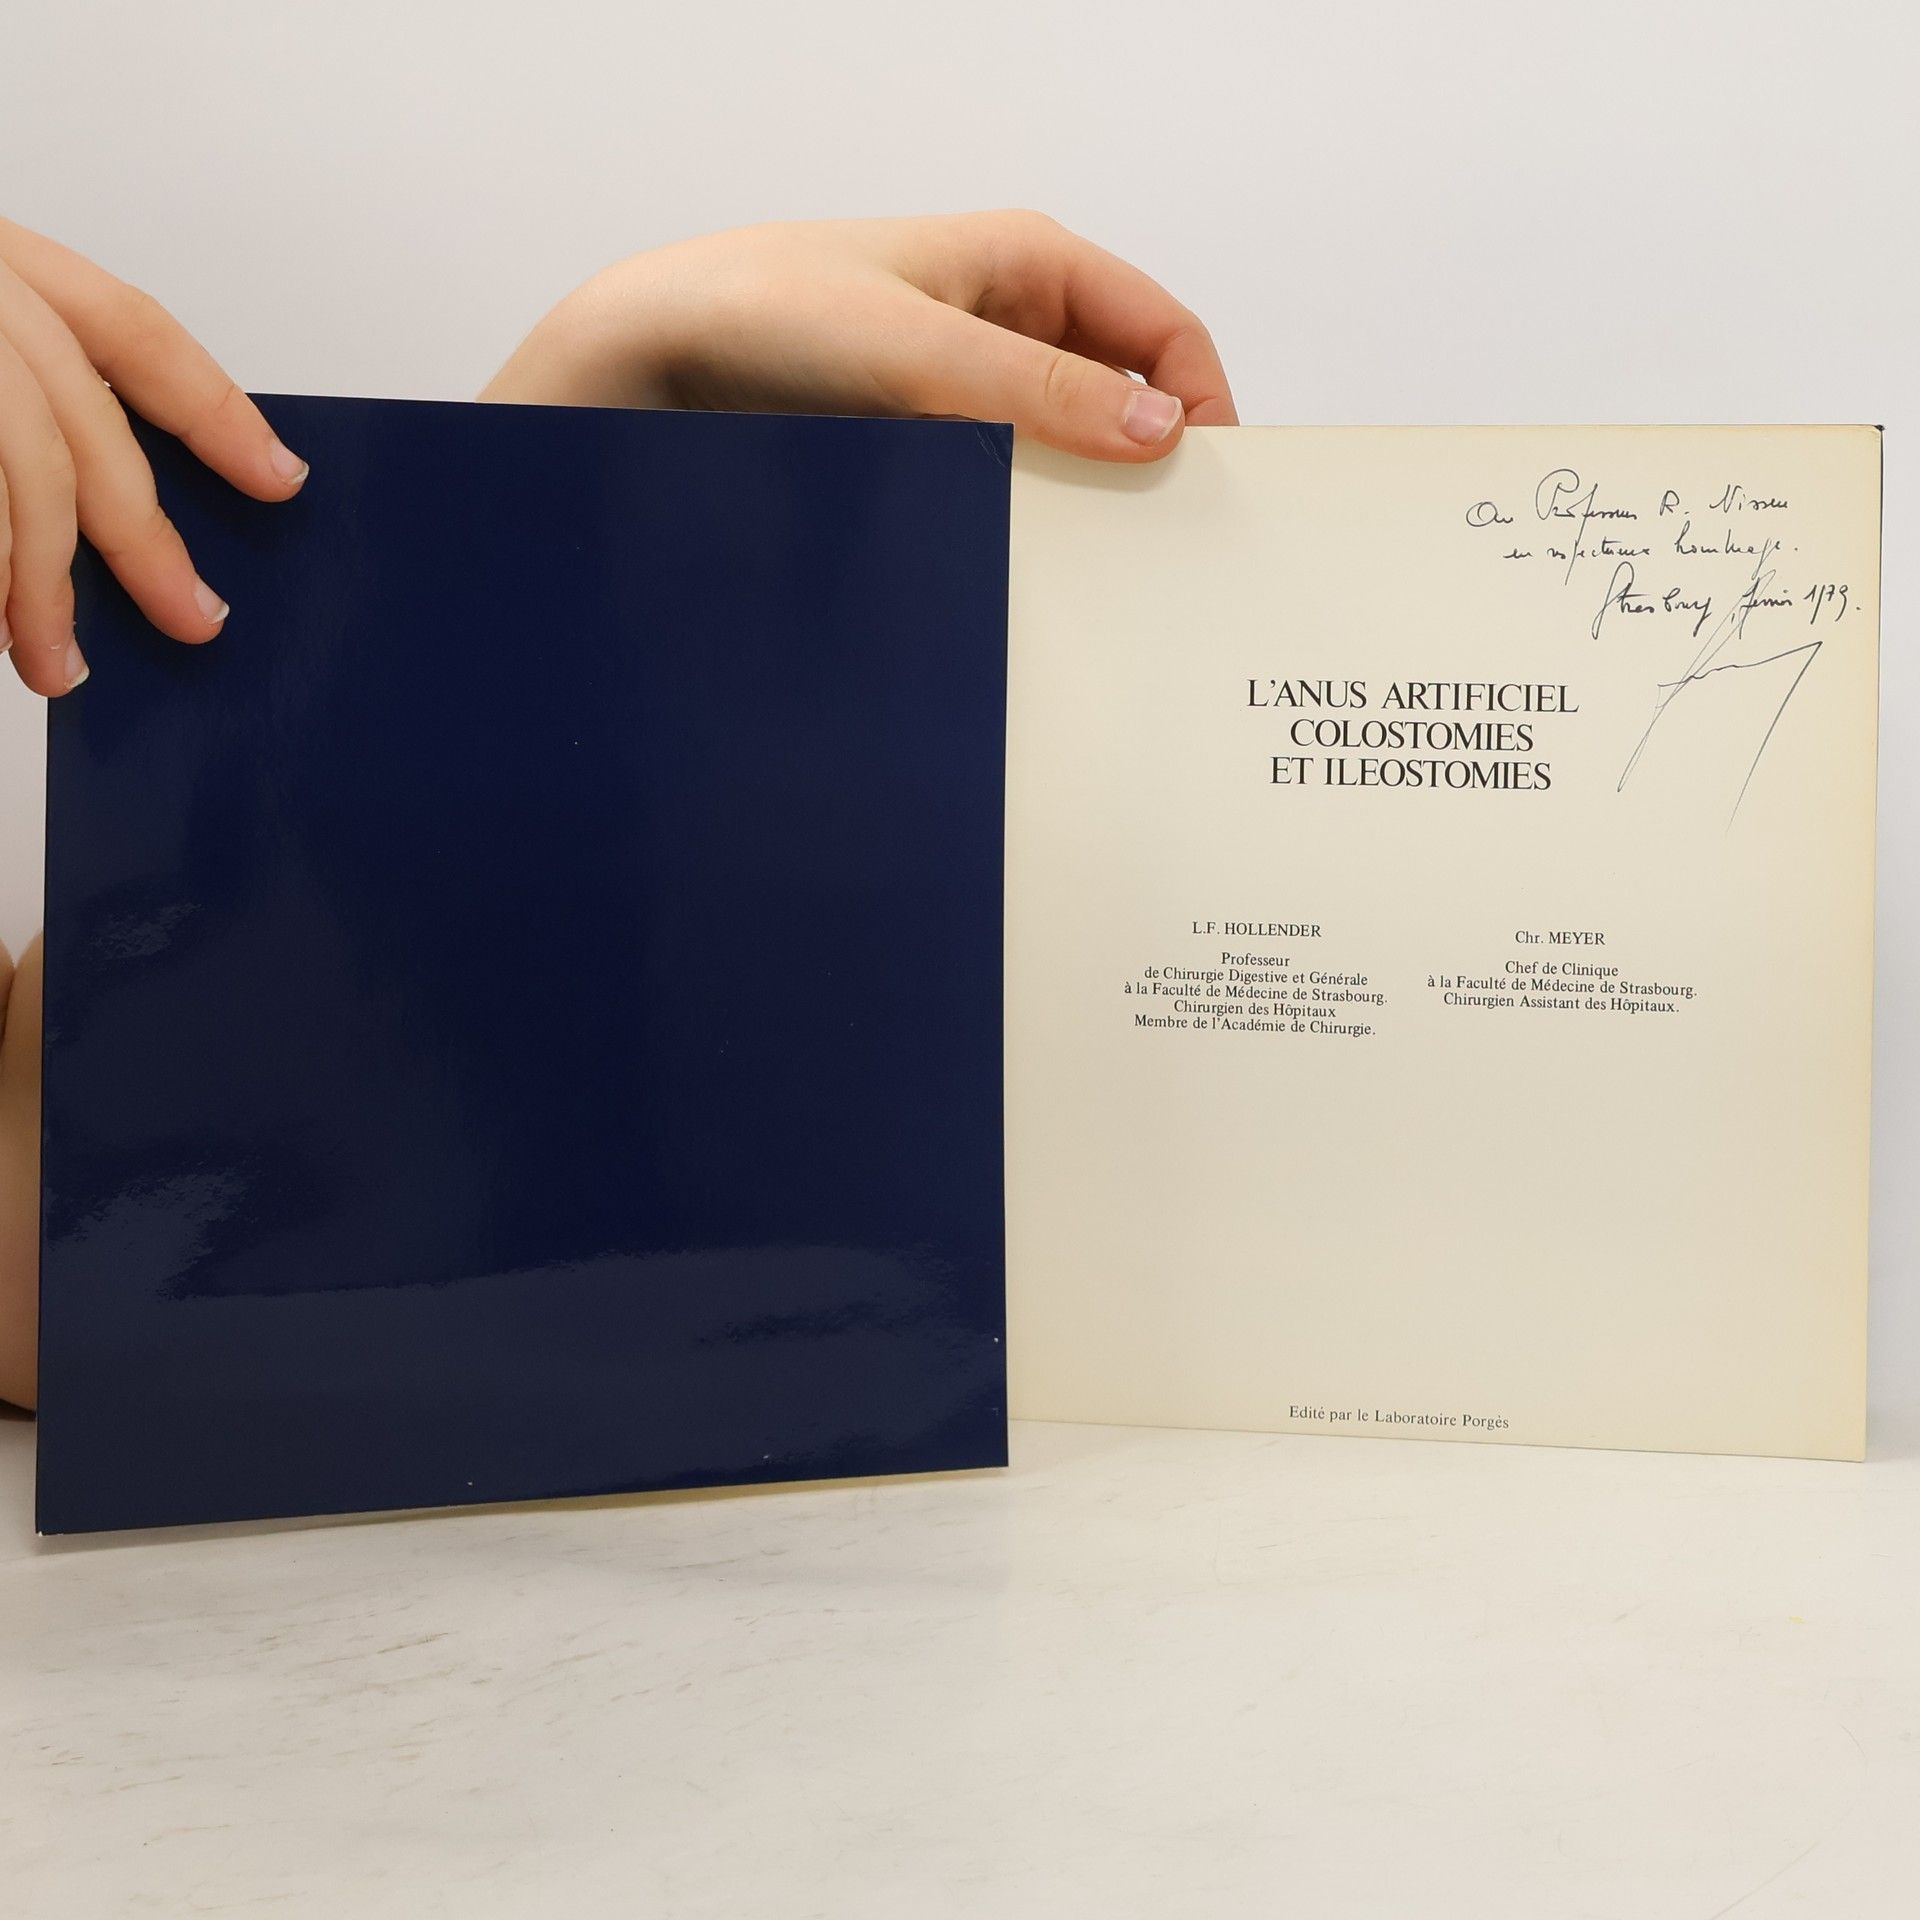 Au Professeur R. Nissen
en respectueux hommage.
Strasbourg, février 1979.
L'ANUS ARTIFICIEL
COLOSTOMIES
ET ILEOSTOMIES
L.F. HOLLENDER
Professeur
de Chirurgie Digestive et Générale
à la Faculté de Médecine de Strasbourg.
Chirurgien des Hôpitaux
Membre de l'Académie de Chirurgie.
Chr. MEYER
Chef de Clinique
à la Faculté de Médecine de Strasbourg.
Chirurgien Assistant des Hôpitaux.
Edité par le Laboratoire Porgès